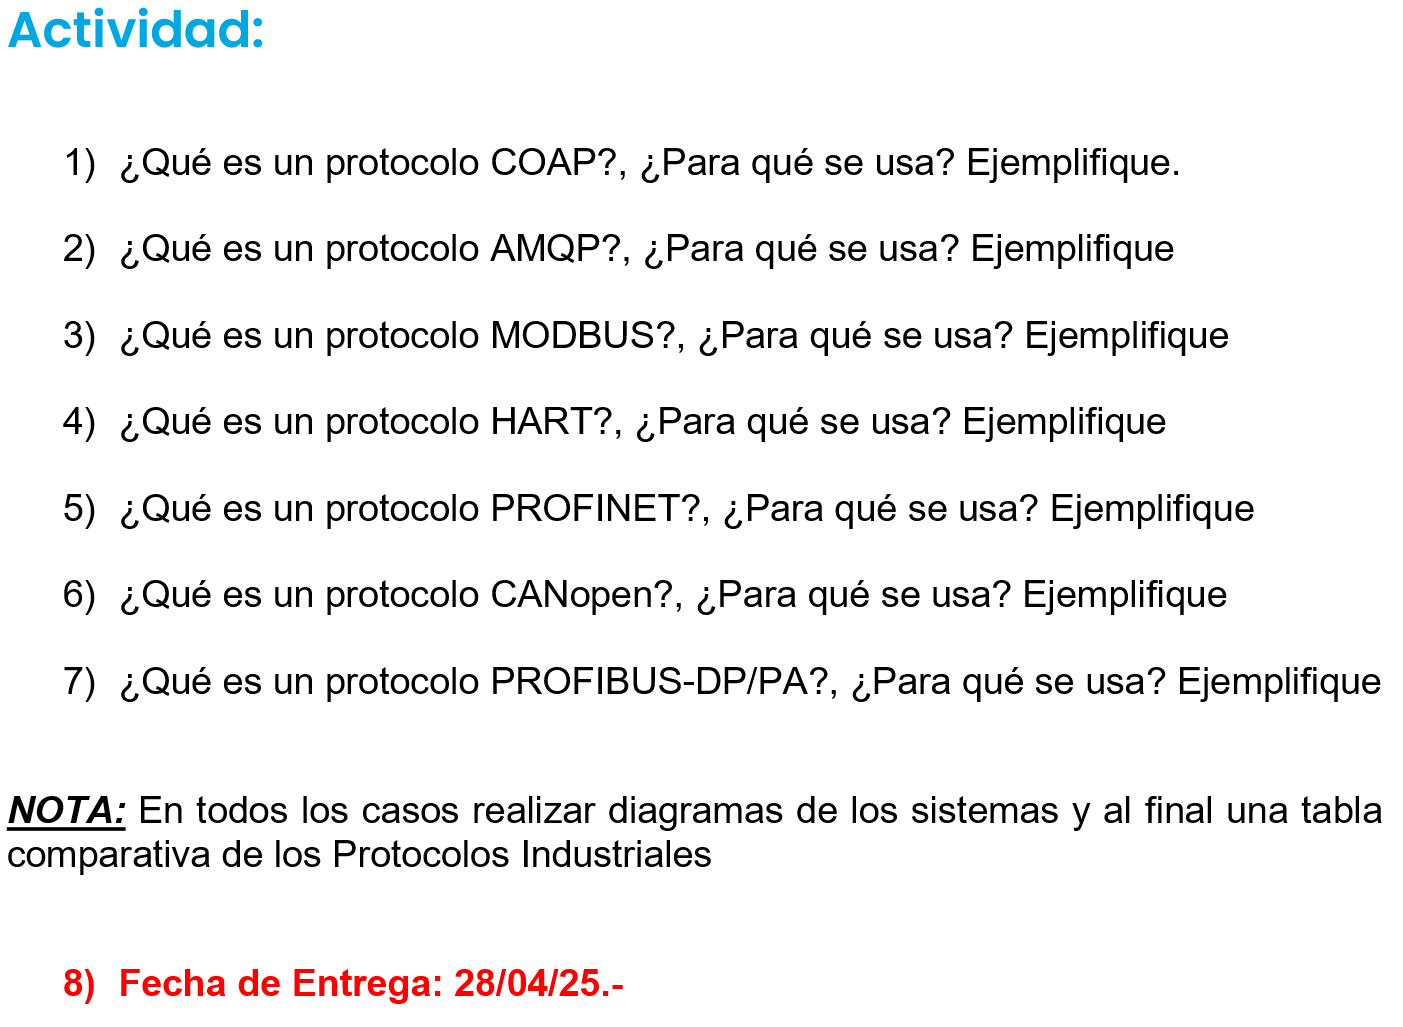 Actividad:
1) ¿Qué es un protocolo COAP?, ¿Para qué se usa? Ejemplifique.
2) ¿Qué es un protocolo AMQP?, ¿Para qué se usa? Ejemplifique
3) ¿Qué es un protocolo MODBUS?, ¿Para qué se usa? Ejemplifique
4) ¿Qué es un protocolo HART?, ¿Para qué se usa? Ejemplifique
5) ¿Qué es un protocolo PROFINET?, ¿Para qué se usa? Ejemplifique
6) ¿Qué es un protocolo CANopen?, ¿Para qué se usa? Ejemplifique
7) ¿Qué es un protocolo PROFIBUS-DP/PA?, ¿Para qué se usa? Ejemplifique
NOTA: En todos los casos realizar diagramas de los sistemas y al final una tabla
comparativa de los Protocolos Industriales
8) Fecha de Entrega: 28/04/25.-